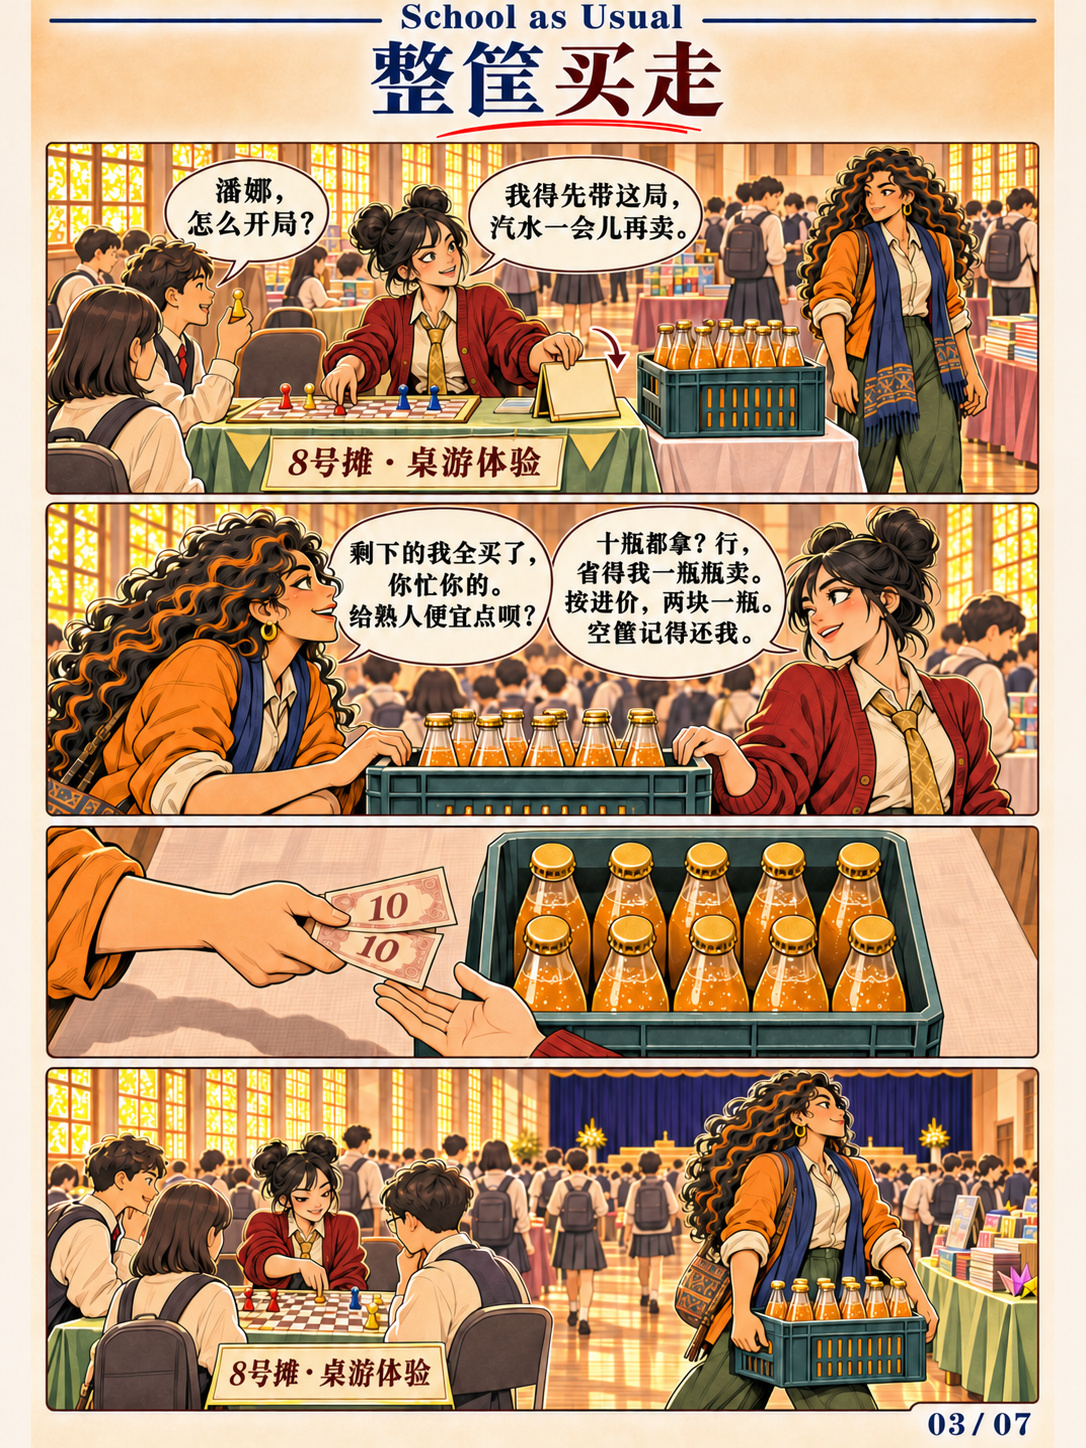 School as Usual
整筐买走
潘娜，
怎么开局？
我得先带这局，
汽水一会儿再卖。
8号摊·桌游体验
剩下的我全买了，
你忙你的。
给熟人便宜点呗？
十瓶都拿？行，
省得我一瓶瓶卖。
按进价，两块一瓶。
空筐记得还我。
10
10
8号摊·桌游体验
03 / 07